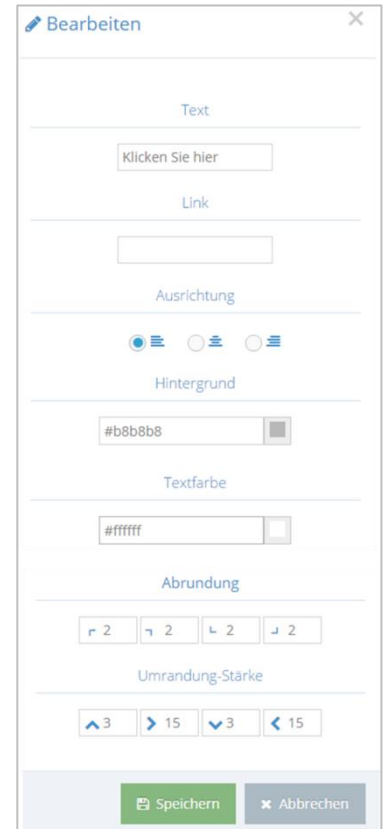 Bearbeiten
Text
Klicken Sie hier
Link
Ausrichtung
Hintergrund
#b8b8b8
Textfarbe
#ffffff
Abrundung
2 2 2 2
Umrandung-Stärke
3 15 3 15
Speichern Abbrechen